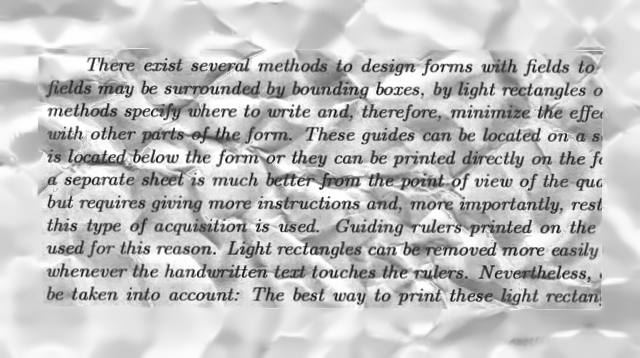 There exist several methods to design forms with fields to
fields may be surrounded by bounding boxes, by light rectangles o
methods specify where to write and, therefore, minimize the effe
with other parts of the form. These guides can be located on a s
is located below the form or they can be printed directly on the fo
a separate sheet is much better from the point of view of the qua
but requires giving more instructions and, more importantly, rest
this type of acquisition is used. Guiding rulers printed on the
used for this reason. Light rectangles can be removed more easily
whenever the handwritten text touches the rulers. Nevertheless,
be taken into account: The best way to print these light rectan